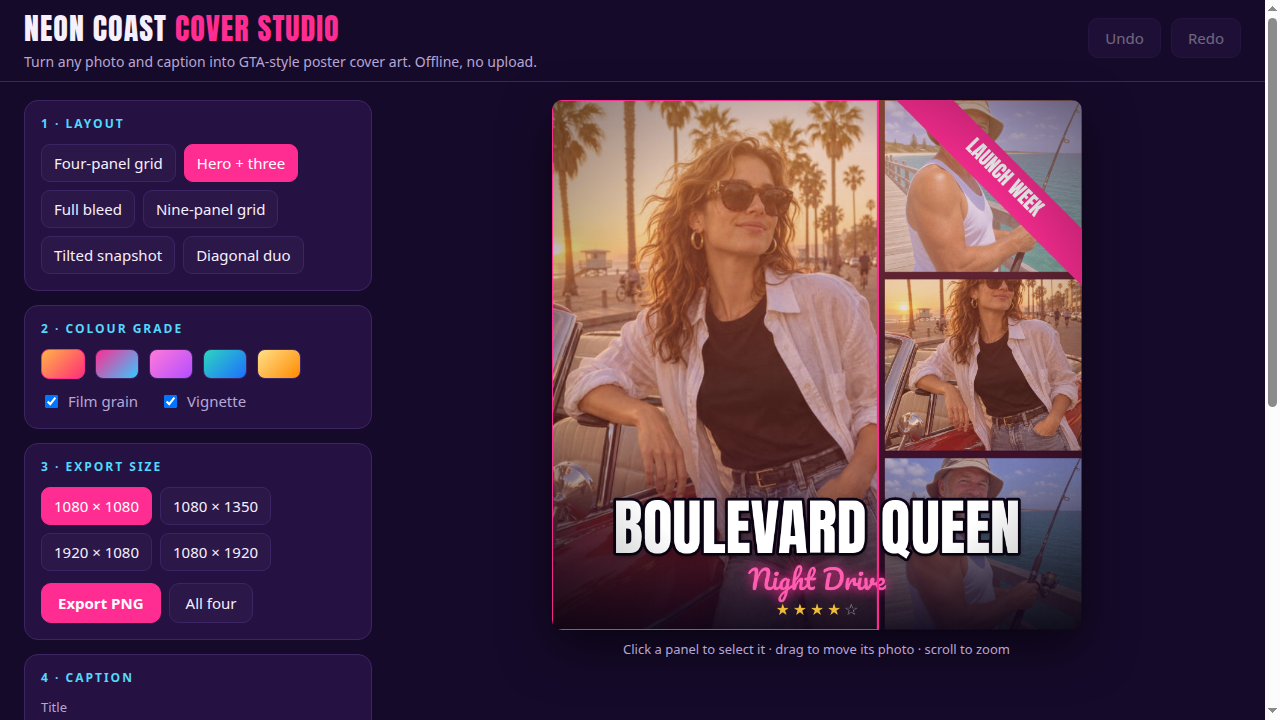 NEON COAST COVER STUDIO
Turn any photo and caption into GTA-style poster cover art. Offline, no upload.
Undo
Redo
1 · LAYOUT
Four-panel grid
Hero + three
Full bleed
Nine-panel grid
Tilted snapshot
Diagonal duo
2 · COLOUR GRADE
Film grain
Vignette
3 · EXPORT SIZE
1080 × 1080
1080 × 1350
1920 × 1080
1080 × 1920
Export PNG
All four
4 · CAPTION
Title
LAUNCH WEEK
BOULEVARD QUEEN
Night Drive
★★★★☆
Click a panel to select it · drag to move its photo · scroll to zoom